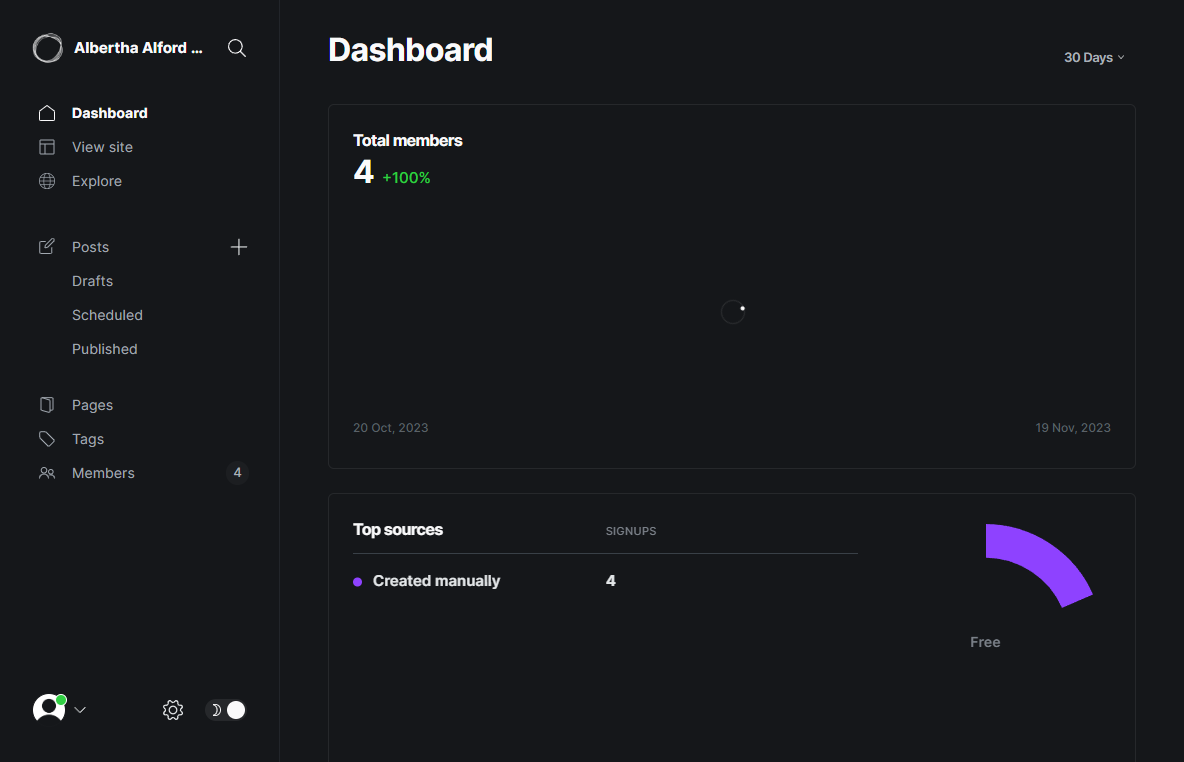 Albertha Alford ...
Dashboard
View site
Explore
Posts
Drafts
Scheduled
Published
Pages
Tags
Members 4
Dashboard
30 Days
Total members
4 +100%
20 Oct, 2023 19 Nov, 2023
Top sources SIGNUPS
Created manually 4
Free